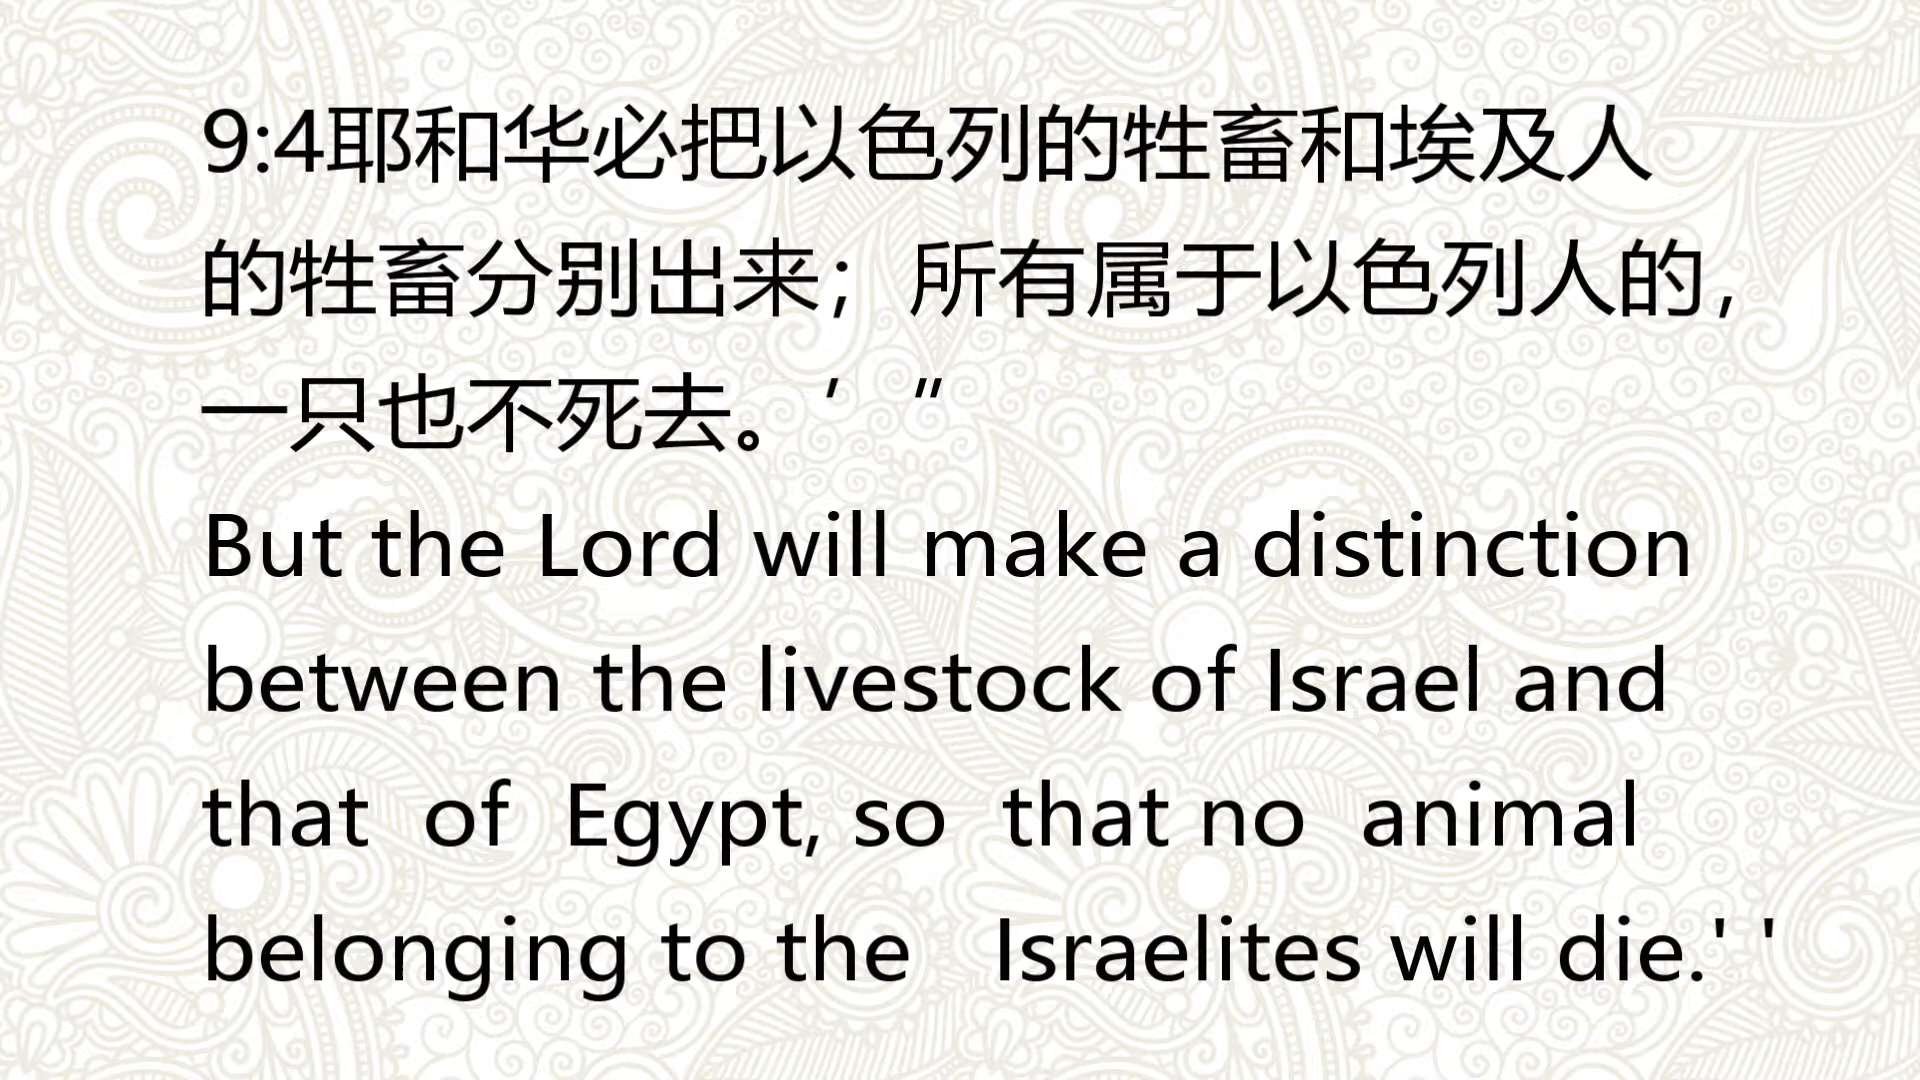 9:4耶和华必把以色列的牲畜和埃及人
的牲畜分别出来；所有属于以色列人的，
一只也不死去。’“
But the Lord will make a distinction
between the livestock of Israel and
that of Egypt, so that no animal
belonging to the Israelites will die.' '